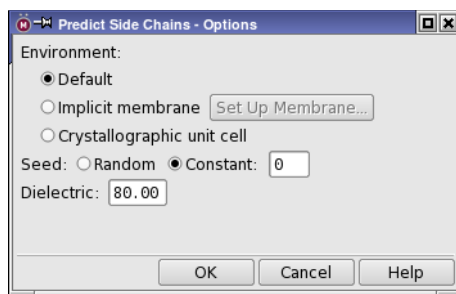 Predict Side Chains - Options
Environment:
Default
Implicit membrane Set Up Membrane...
Crystallographic unit cell
Seed: Random Constant: 0
Dielectric: 80.00
OK Cancel Help